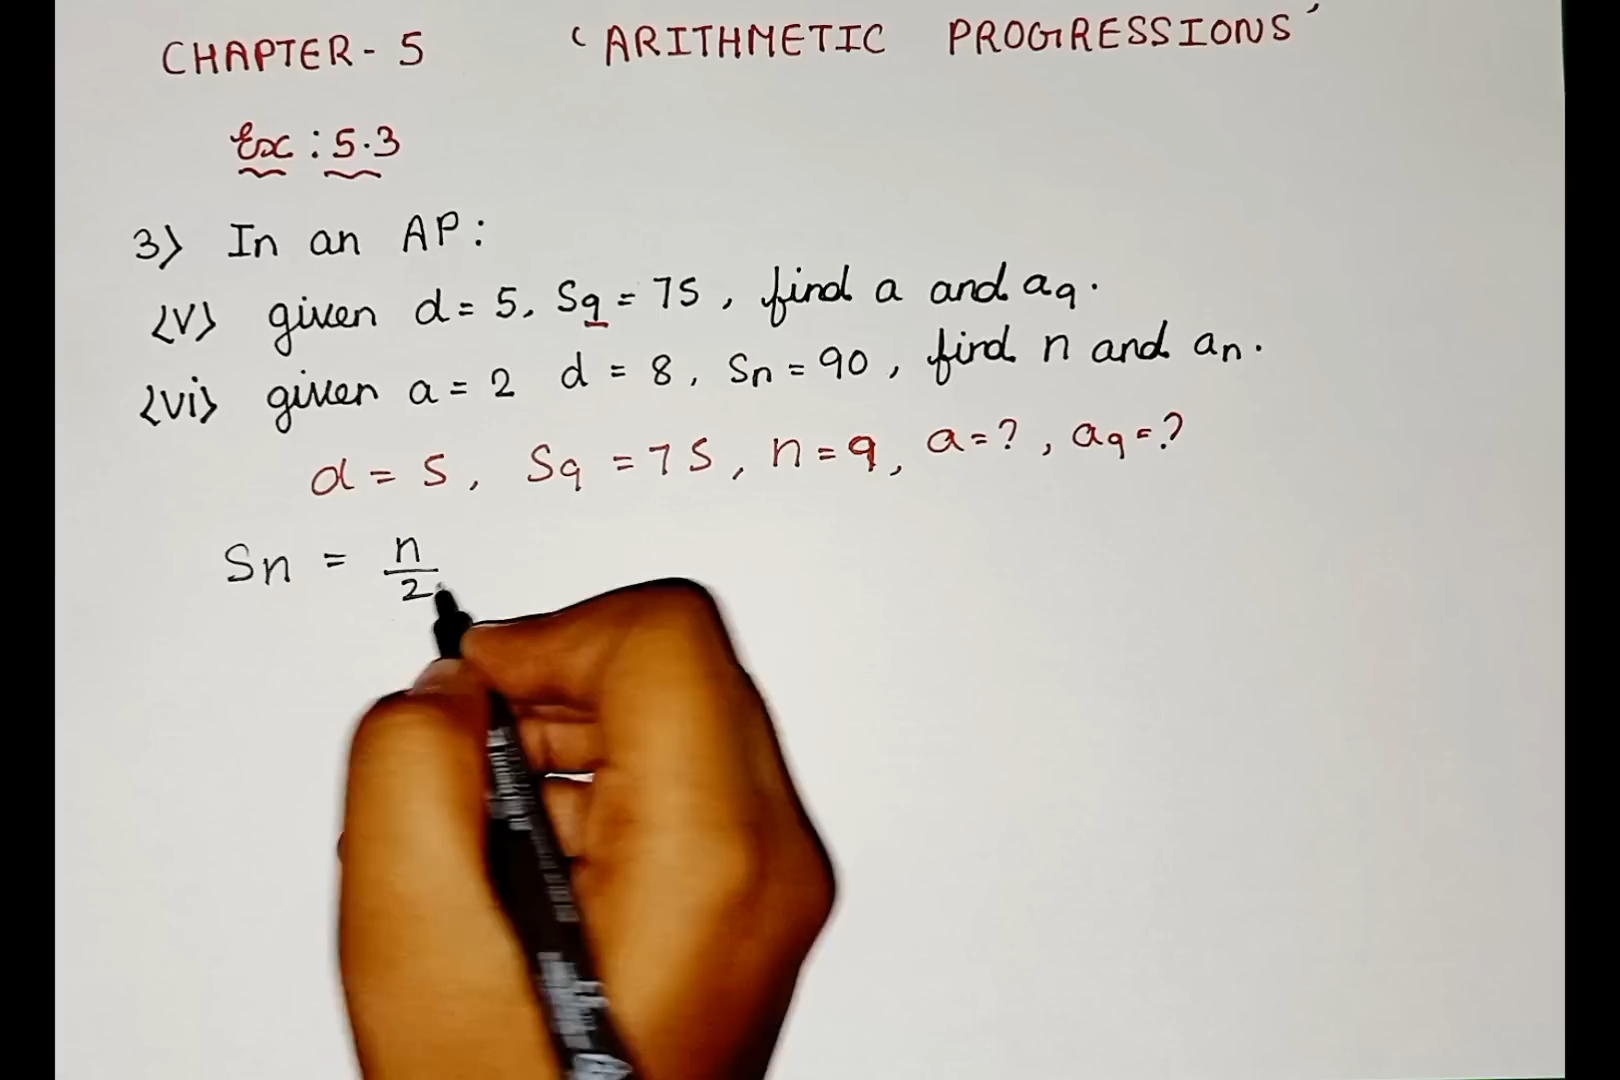 CHAPTER - 5 'ARITHMETIC PROGRESSIONS'
Ex : 5.3
3) In an AP:
(v) given d = 5, S9 = 75, find a and a9.
(vi) given a = 2 d = 8, Sn = 90, find n and an.
d = 5, S9 = 75, n = 9, a = ?, a9 = ?
Sn = n/2